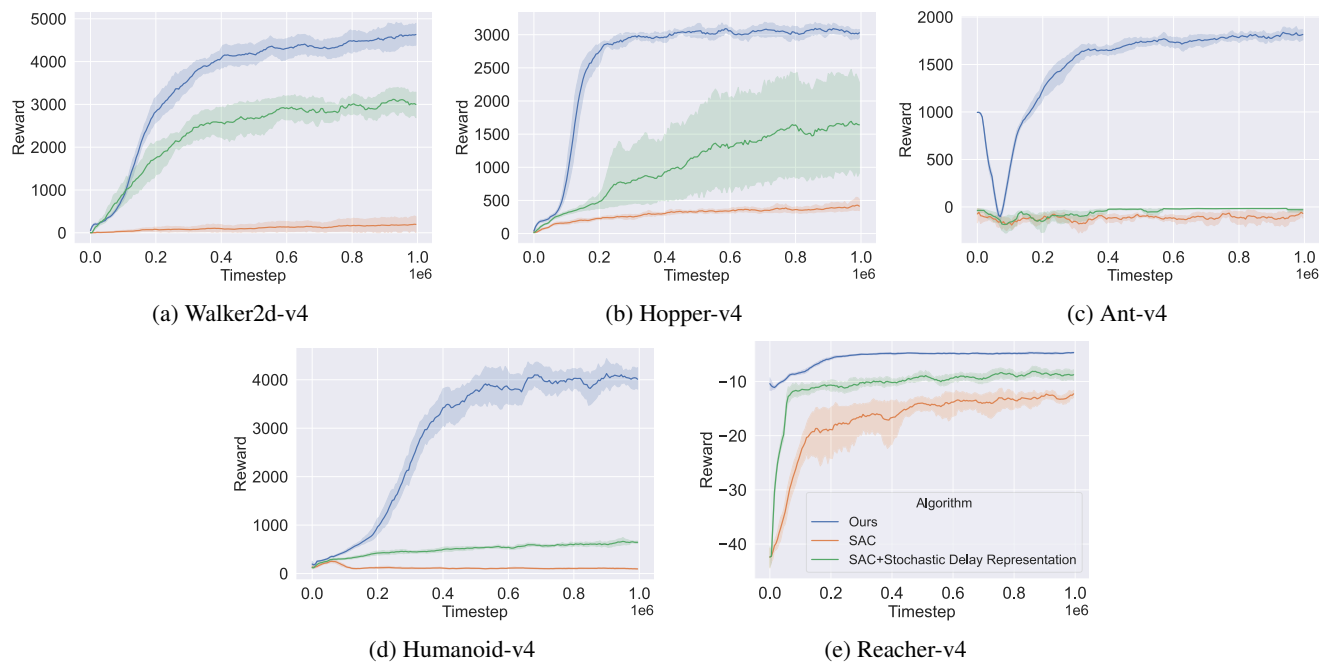 5000
4000
3000
2000
1000
0
Reward
0.0 0.2 0.4 0.6 0.8 1.0
Timestep
1e6
(a) Walker2d-v4
3000
2500
2000
1500
1000
500
0
Reward
0.0 0.2 0.4 0.6 0.8 1.0
Timestep
1e6
(b) Hopper-v4
2000
1500
1000
500
0
Reward
0.0 0.2 0.4 0.6 0.8 1.0
Timestep
1e6
(c) Ant-v4
4000
3000
2000
1000
0
Reward
0.0 0.2 0.4 0.6 0.8 1.0
Timestep
1e6
(d) Humanoid-v4
−10
−20
−30
−40
Reward
Algorithm
Ours
SAC
SAC+Stochastic Delay Representation
0.0 0.2 0.4 0.6 0.8 1.0
Timestep
1e6
(e) Reacher-v4